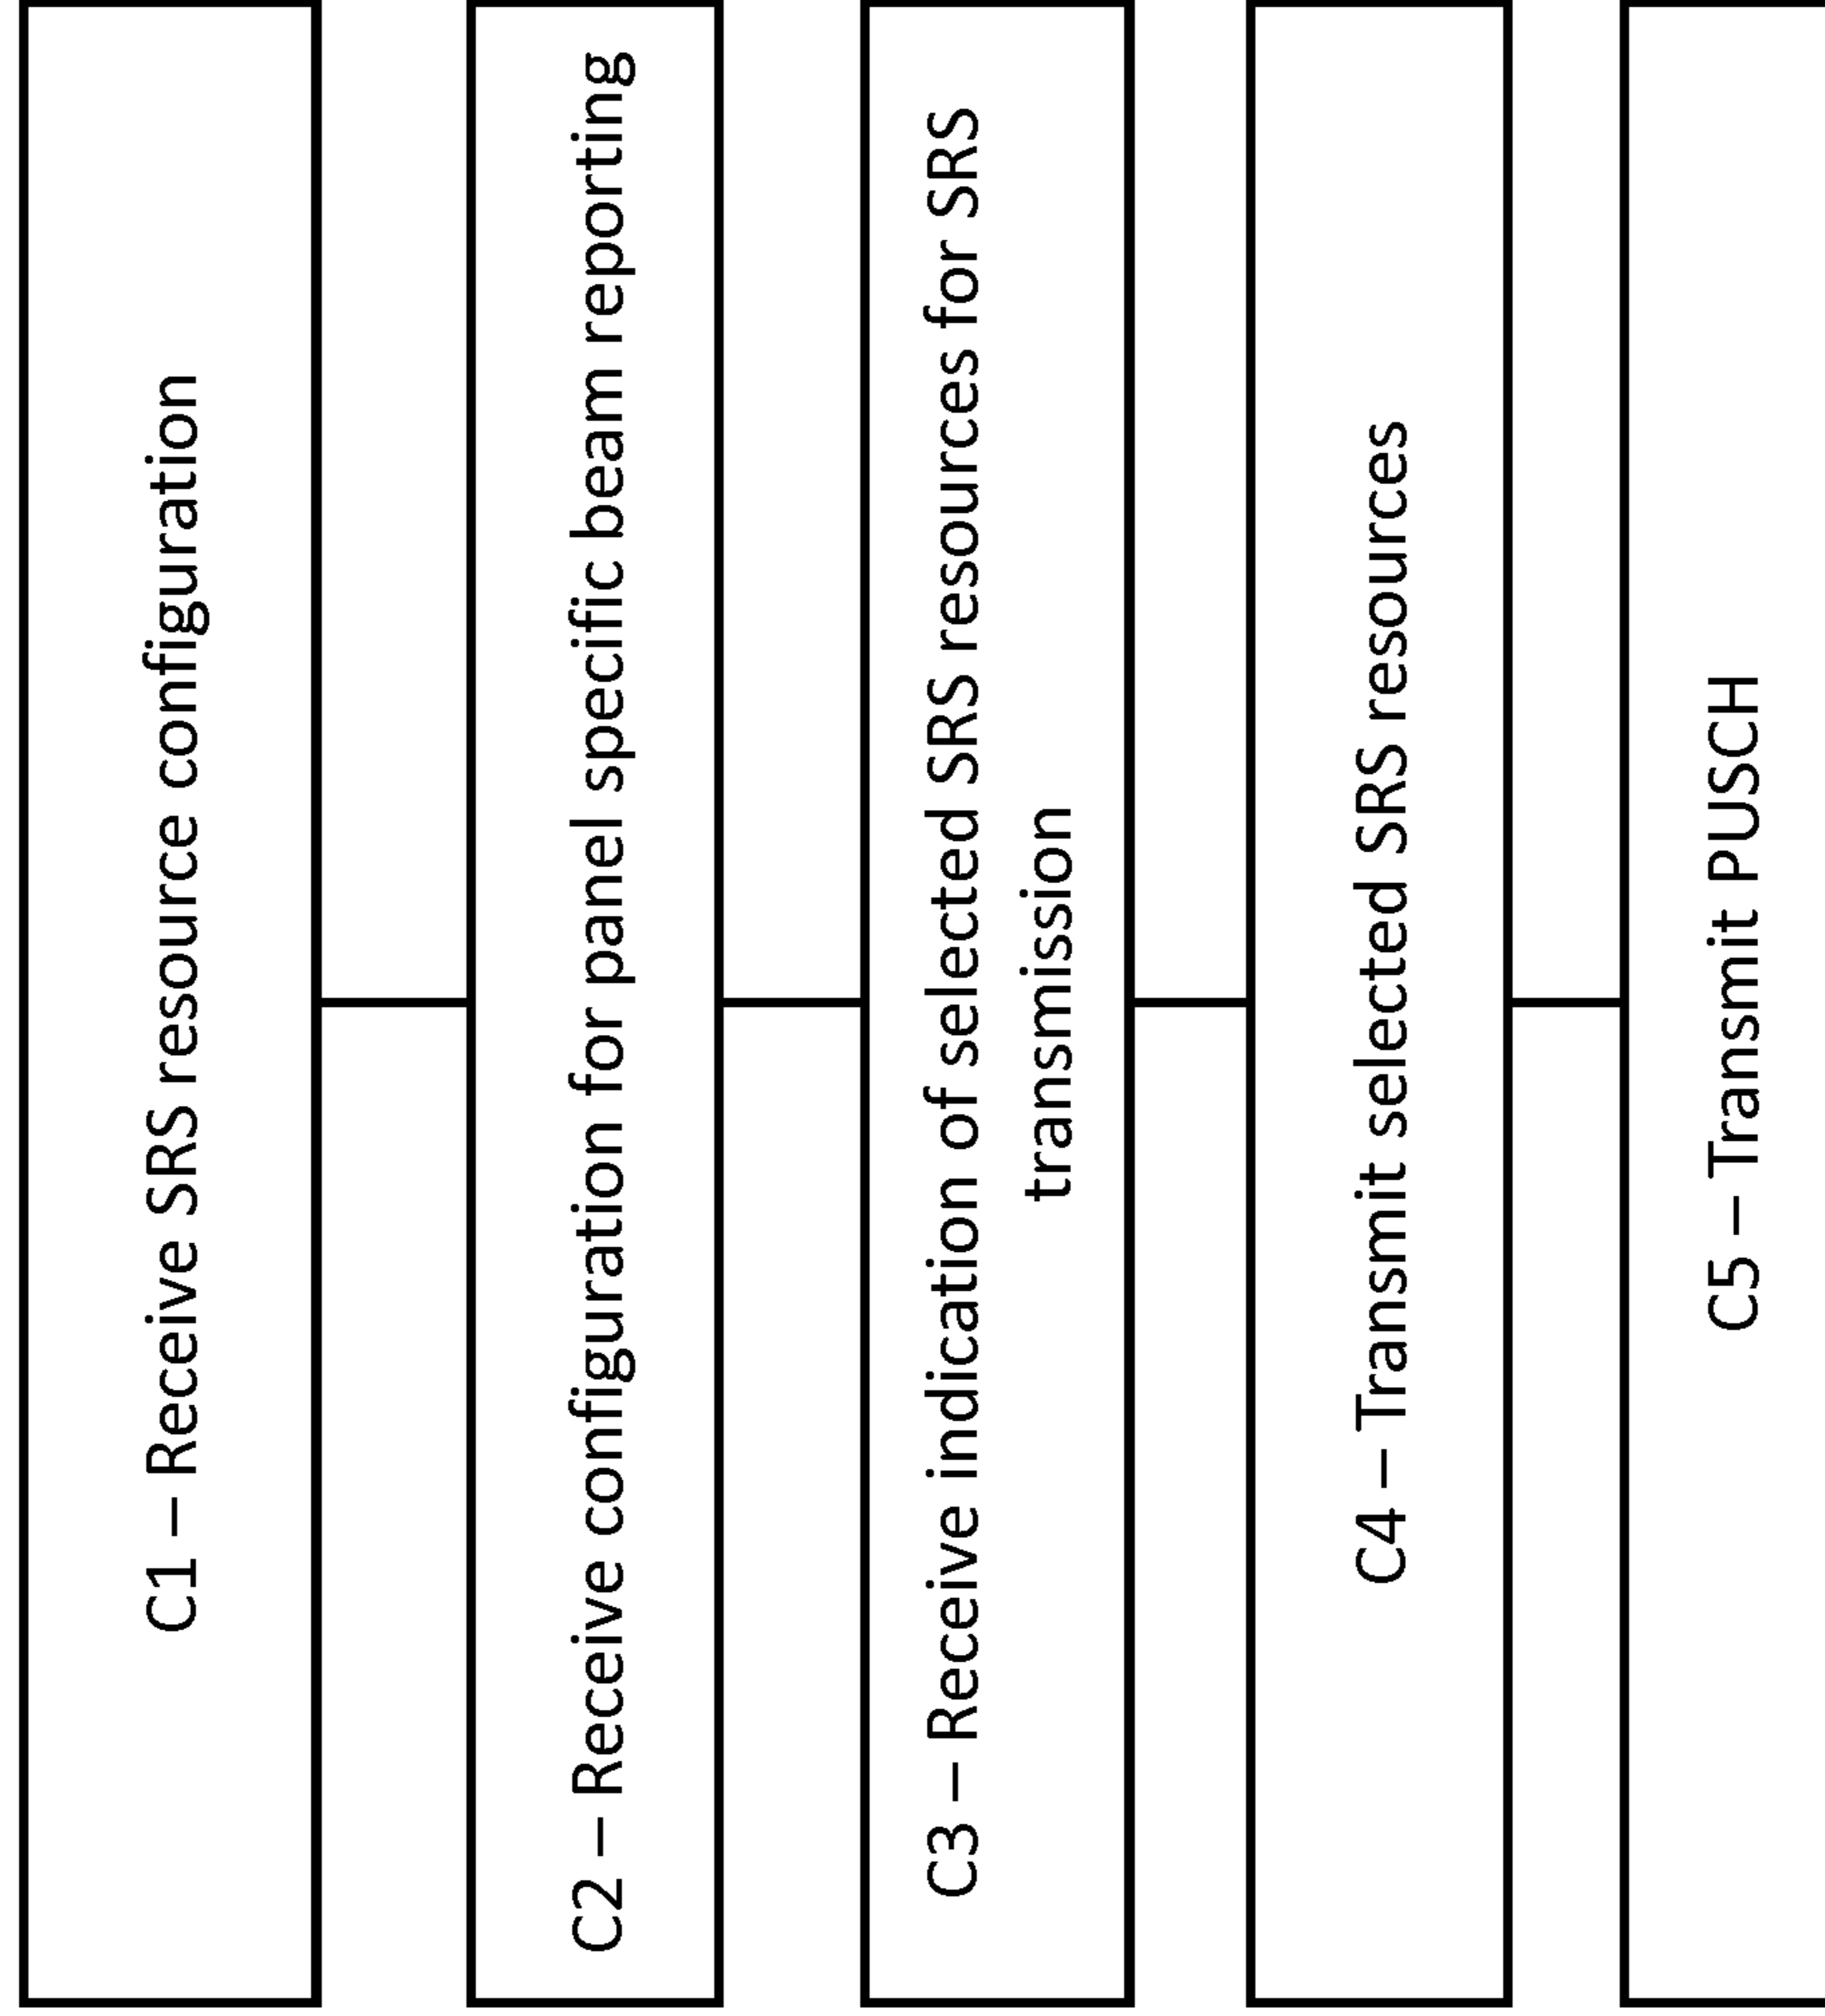 C1 – Receive SRS resource configuration
C2 – Receive configuration for panel specific beam reporting
C3 – Receive indication of selected SRS resources for SRS
transmission
C4 – Transmit selected SRS resources
C5 – Transmit PUSCH